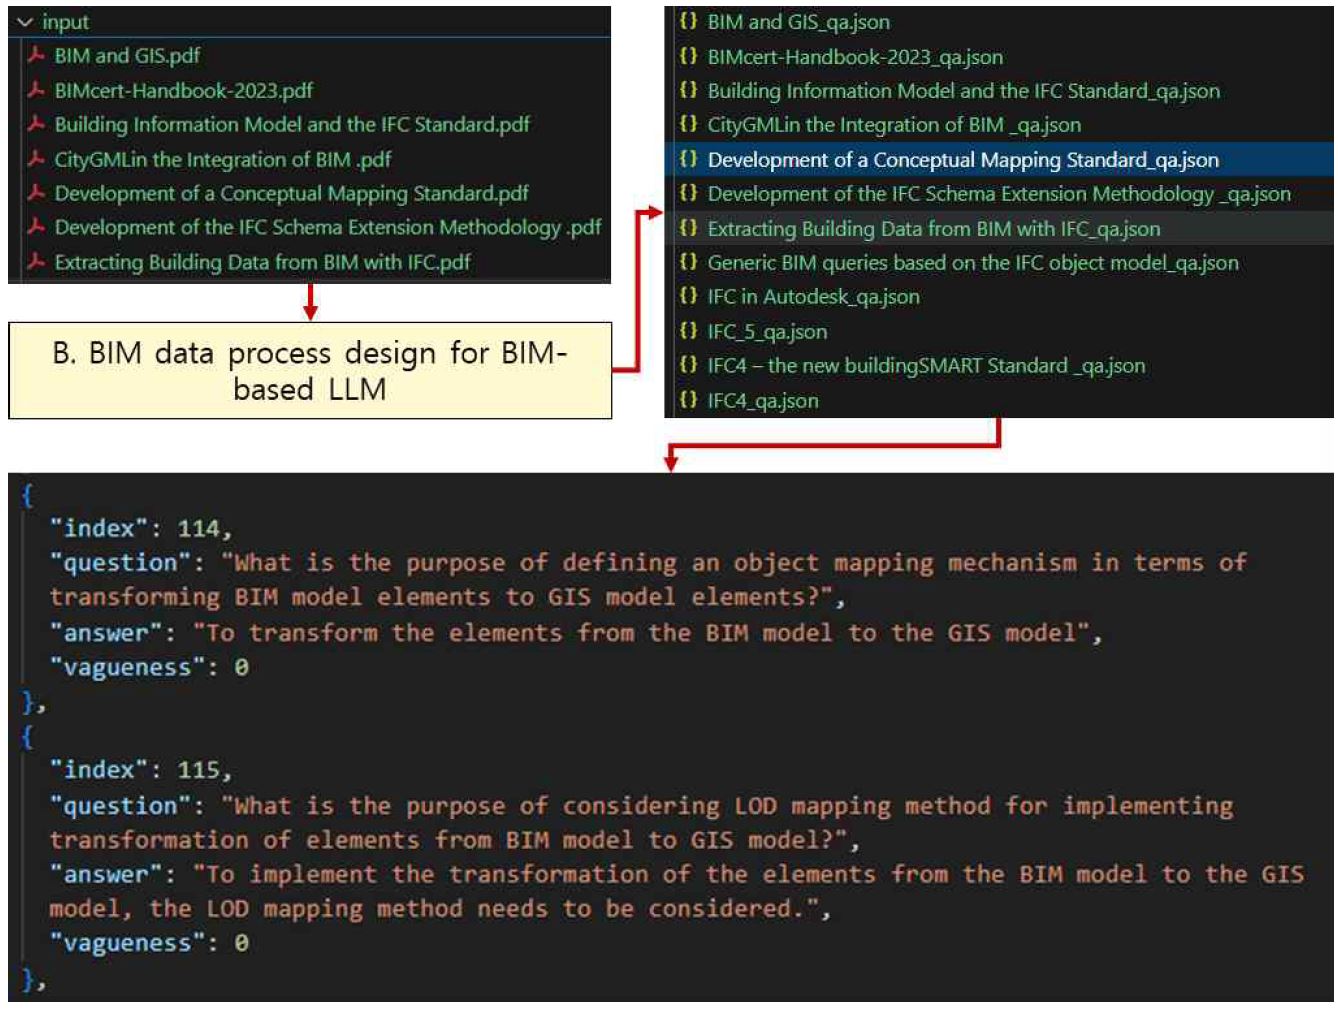 input
BIM and GIS.pdf
BIMcert-Handbook-2023.pdf
Building Information Model and the IFC Standard.pdf
CityGMLin the Integration of BIM .pdf
Development of a Conceptual Mapping Standard.pdf
Development of the IFC Schema Extension Methodology .pdf
Extracting Building Data from BIM with IFC.pdf
B. BIM data process design for BIM-
based LLM
{} BIM and GIS_qa.json
{} BIMcert-Handbook-2023_qa.json
{} Building Information Model and the IFC Standard_qa.json
{} CityGMLin the Integration of BIM _qa.json
{} Development of a Conceptual Mapping Standard_qa.json
{} Development of the IFC Schema Extension Methodology _qa.json
{} Extracting Building Data from BIM with IFC_qa.json
{} Generic BIM queries based on the IFC object model_qa.json
{} IFC in Autodesk_qa.json
{} IFC_5_qa.json
{} IFC4 – the new buildingSMART Standard _qa.json
{} IFC4_qa.json
{
"index": 114,
"question": "What is the purpose of defining an object mapping mechanism in terms of
transforming BIM model elements to GIS model elements?",
"answer": "To transform the elements from the BIM model to the GIS model",
"vagueness": 0
},
{
"index": 115,
"question": "What is the purpose of considering LOD mapping method for implementing
transformation of elements from BIM model to GIS model?",
"answer": "To implement the transformation of the elements from the BIM model to the GIS
model, the LOD mapping method needs to be considered.",
"vagueness": 0
},